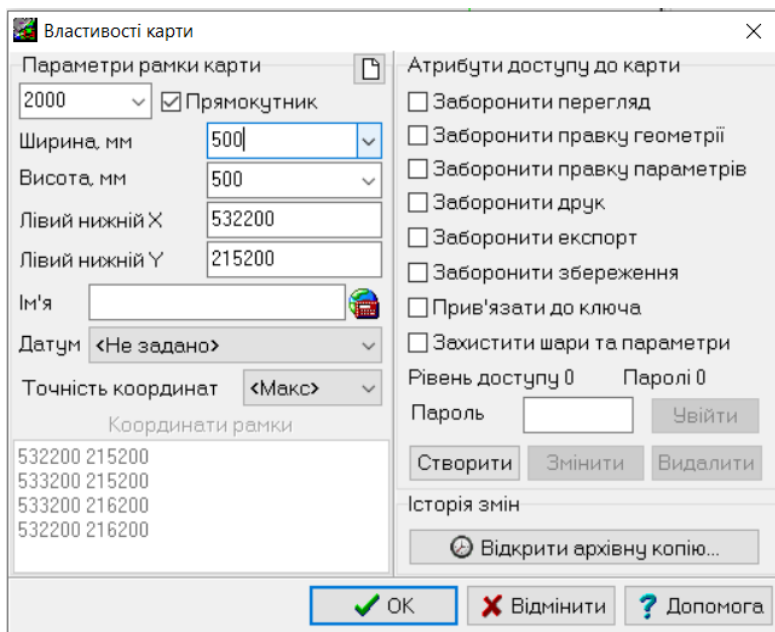 Властивості карти
Параметри рамки карти
2000
Прямокутник
Ширина, мм 500
Висота, мм 500
Лівий нижній X 532200
Лівий нижній Y 215200
Ім'я
Датум <Не задано>
Точність координат <Макс>
Координати рамки
532200 215200
533200 215200
533200 216200
532200 216200
Атрибути доступу до карти
Заборонити перегляд
Заборонити правку геометрії
Заборонити правку параметрів
Заборонити друк
Заборонити експорт
Заборонити збереження
Прив'язати до ключа
Захистити шари та параметри
Рівень доступу 0 Паролі 0
Пароль Увійти
Створити Змінити Видалити
Історія змін
Відкрити архівну копію...
OK Відмінити ? Допомога